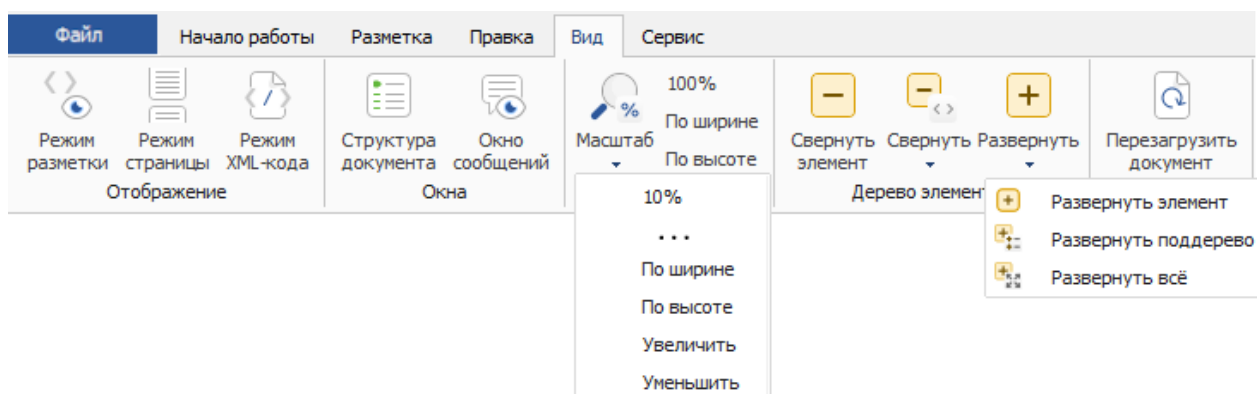 Файл Начало работы Разметка Правка Вид Сервис
100%
По ширине
По высоте
Режим разметки
Режим страницы
Режим XML-кода
Отображение
Структура документа
Окно сообщений
Окна
%
Масштаб
Свернуть элемент
Свернуть
Развернуть
Дерево элемен
Перезагрузить документ
10%
...
По ширине
По высоте
Увеличить
Уменьшить
Развернуть элемент
Развернуть поддерево
Развернуть всё